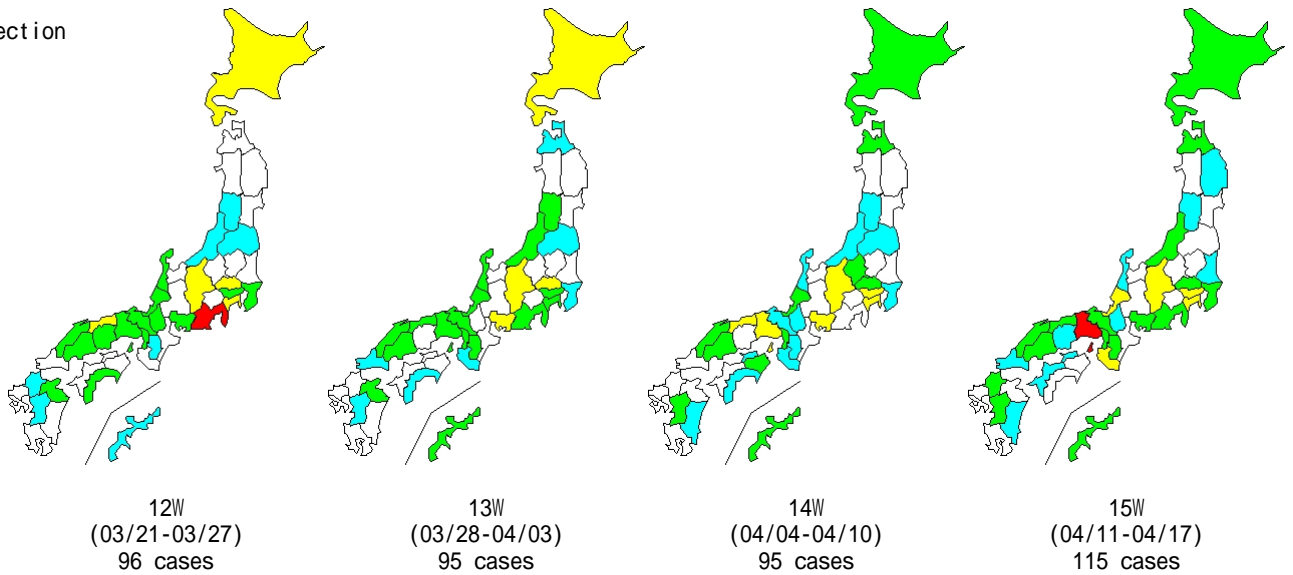 ection
12W
(03/21-03/27)
96 cases
13W
(03/28-04/03)
95 cases
14W
(04/04-04/10)
95 cases
15W
(04/11-04/17)
115 cases